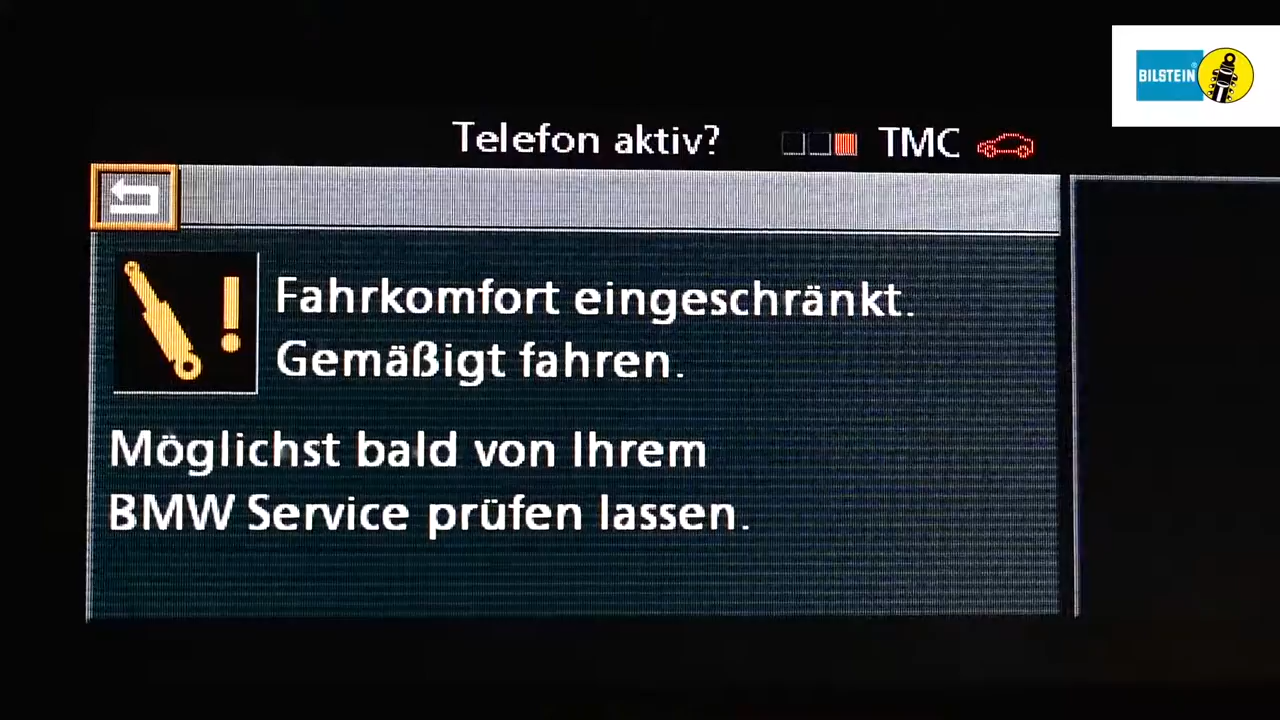 BILSTEIN®
Telefon aktiv? TMC
Fahrkomfort eingeschränkt.
Gemäßigt fahren.
Möglichst bald von Ihrem
BMW Service prüfen lassen.